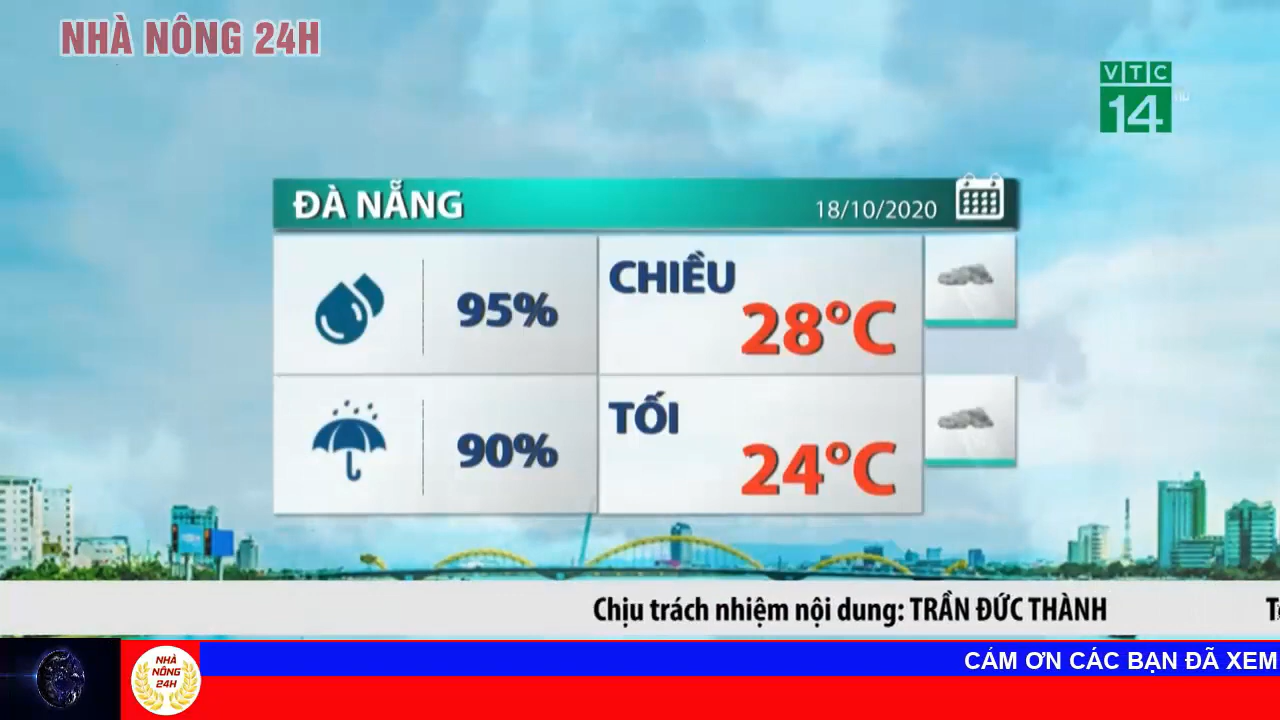 NHÀ NÔNG 24H
VTC
14
HD
ĐÀ NẴNG
18/10/2020
95%
CHIỀU
28°C
90%
TỐI
24°C
Chịu trách nhiệm nội dung: TRẦN ĐỨC THÀNH
NHÀ
NÔNG
24H
CÁM ƠN CÁC BẠN ĐÃ XEM